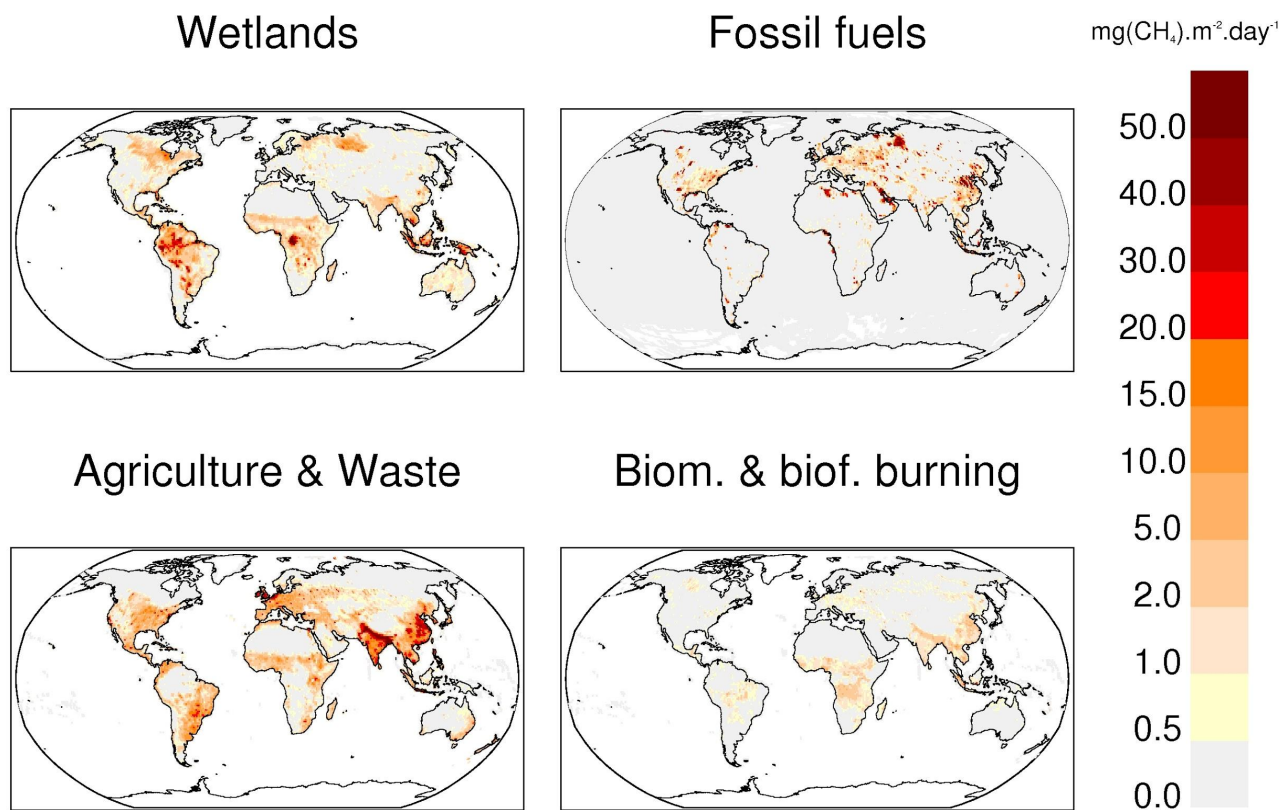 Wetlands
Fossil fuels
mg(CH₄).m⁻².day⁻¹
50.0
40.0
30.0
20.0
15.0
10.0
5.0
2.0
1.0
0.5
0.0
Agriculture & Waste
Biom. & biof. burning